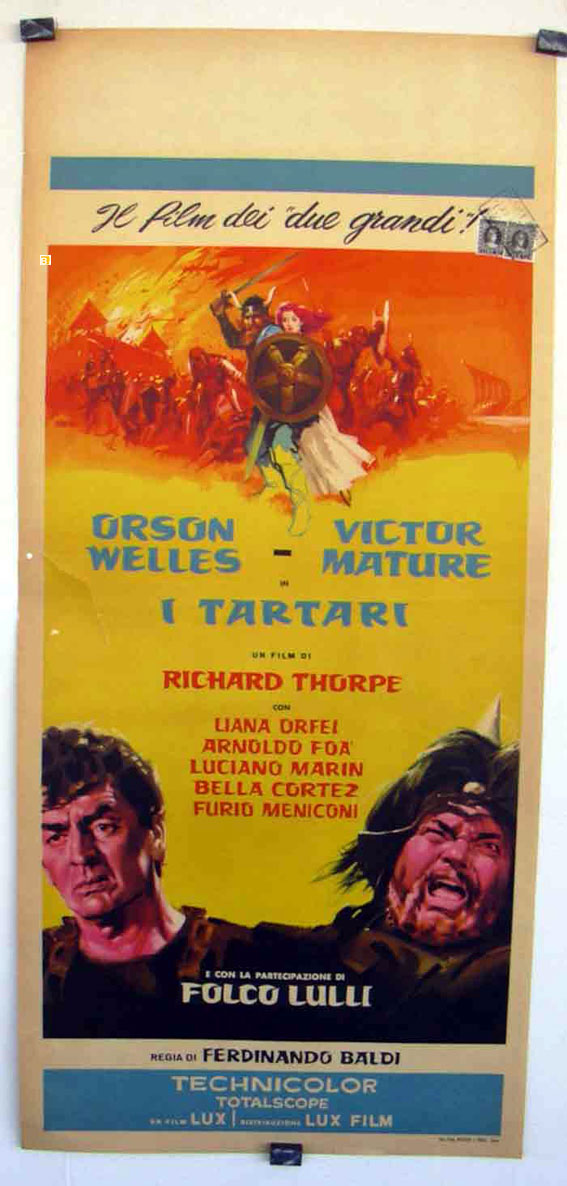 Il film dei "due grandi"!
ORSON WELLES - VICTOR MATURE
IN
I TARTARI
UN FILM DI
RICHARD THORPE
CON
LIANA ORFEI
ARNOLDO FOA'
LUCIANO MARIN
BELLA CORTEZ
FURIO MENICONI
E CON LA PARTECIPAZIONE DI
FOLCO LULLI
REGIA DI FERDINANDO BALDI
TECHNICOLOR
TOTALSCOPE
UN FILM LUX | DISTRIBUZIONE LUX FILM